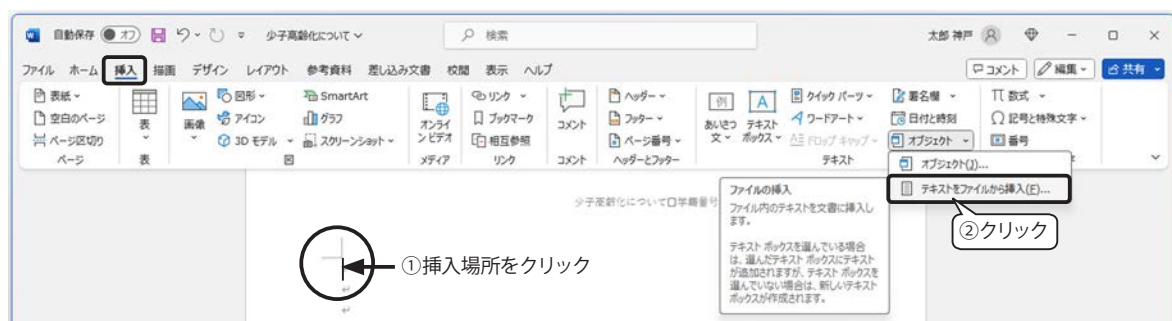 自動保存 オフ 少子高齢化について 検索 太郎 神戸
ファイル ホーム 挿入 描画 デザイン レイアウト 参考資料 差し込み文書 校閲 表示 ヘルプ コメント 編集 共有
表紙 図形 SmartArt リンク ヘッダー クイック パーツ 署名欄 数式
空白のページ アイコン グラフ ブックマーク フッター ワードアート 日付と時刻 記号と特殊文字
ページ区切り 3D モデル スクリーンショット 相互参照 ページ番号 ドロップ キャップ オブジェクト 番号
表 画像 オンライン ビデオ コメント あいさつ文 テキスト ボックス
ページ 表 図 メディア リンク コメント ヘッダーとフッター テキスト
オブジェクト(J)...
テキストをファイルから挿入(F)...
②クリック
少子高齢化について□学籍番号
ファイルの挿入
ファイル内のテキストを文書に挿入し
ます。
テキスト ボックスを選んでいる場合
は、選んだテキスト ボックスにテキスト
が追加されますが、テキスト ボックスを
選んでいない場合は、新しいテキスト
ボックスが作成されます。
①挿入場所をクリック